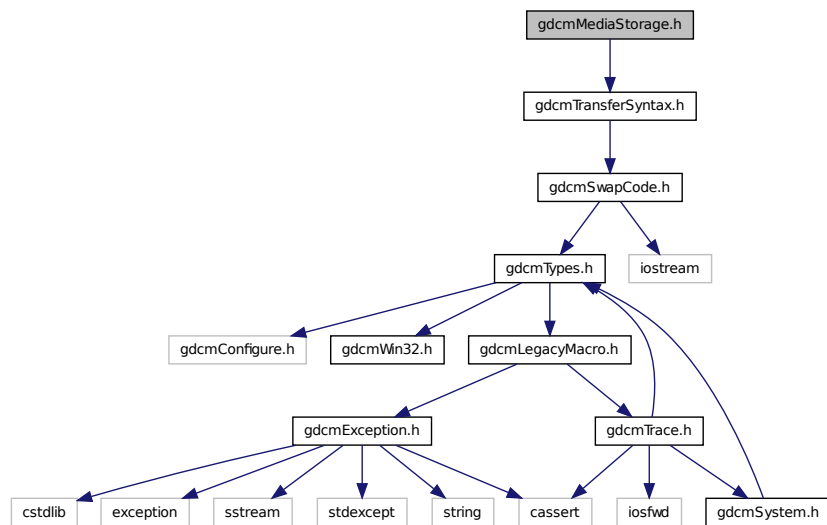 gdcmMediaStorage.h
gdcmTransferSyntax.h
gdcmSwapCode.h
gdcmTypes.h
iostream
gdcmConfigure.h
gdcmWin32.h
gdcmLegacyMacro.h
gdcmException.h
gdcmTrace.h
cstdlib
exception
sstream
stdexcept
string
cassert
iosfwd
gdcmSystem.h